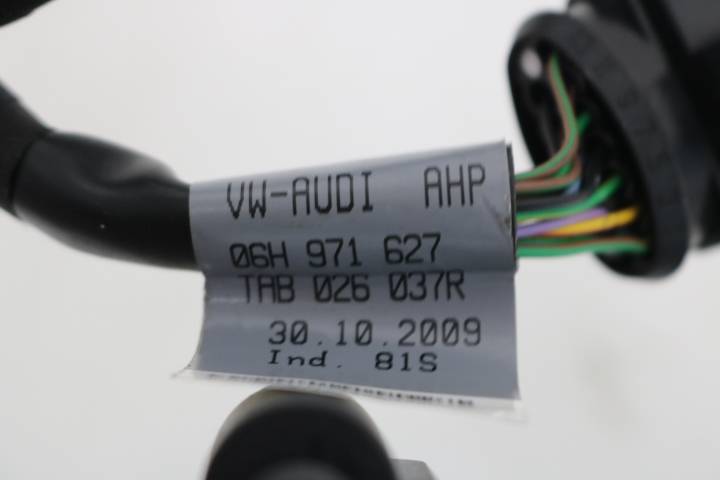 VW-AUDI AHP
06H 971 627
TAB 026 037R
30.10.2009
Ind. 81S